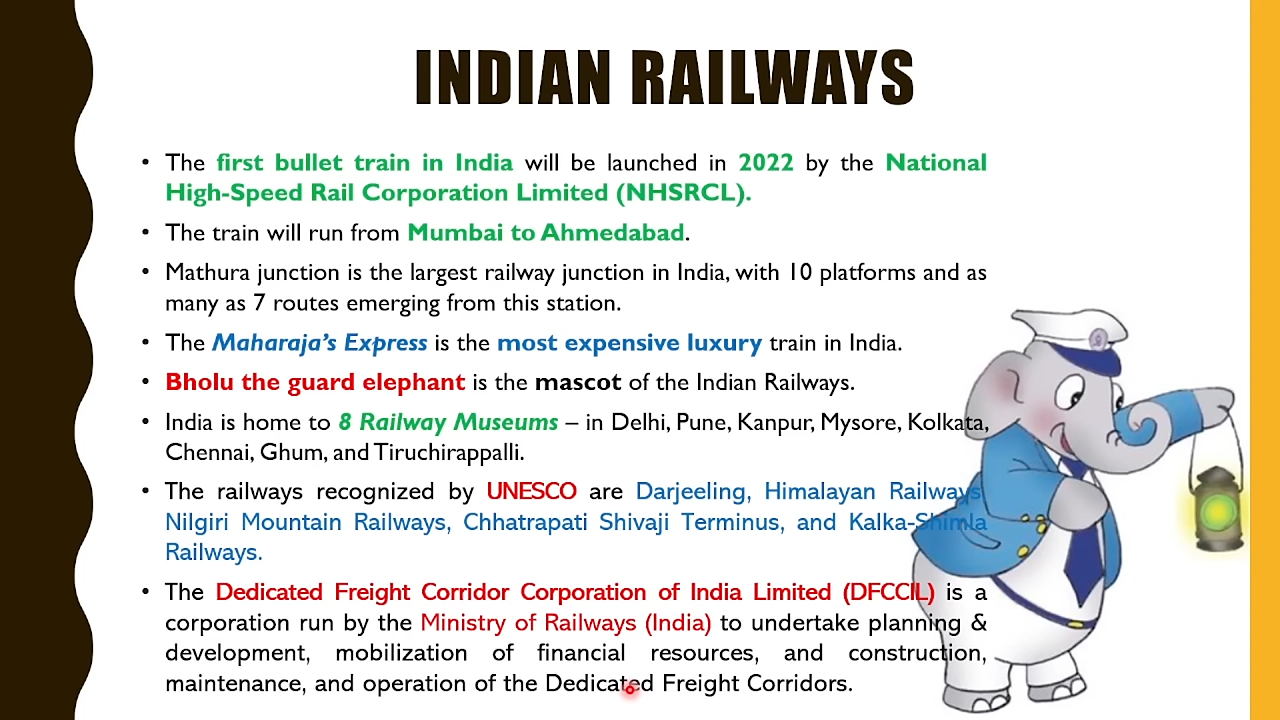 INDIAN RAILWAYS
• The first bullet train in India will be launched in 2022 by the National
High-Speed Rail Corporation Limited (NHSRCL).
• The train will run from Mumbai to Ahmedabad.
• Mathura junction is the largest railway junction in India, with 10 platforms and as
many as 7 routes emerging from this station.
• The Maharaja's Express is the most expensive luxury train in India.
• Bholu the guard elephant is the mascot of the Indian Railways.
• India is home to 8 Railway Museums – in Delhi, Pune, Kanpur, Mysore, Kolkata,
Chennai, Ghum, and Tiruchirappalli.
• The railways recognized by UNESCO are Darjeeling, Himalayan Railways,
Nilgiri Mountain Railways, Chhatrapati Shivaji Terminus, and Kalka-Shimla
Railways.
• The Dedicated Freight Corridor Corporation of India Limited (DFCCIL) is a
corporation run by the Ministry of Railways (India) to undertake planning &
development, mobilization of financial resources, and construction,
maintenance, and operation of the Dedicated Freight Corridors.